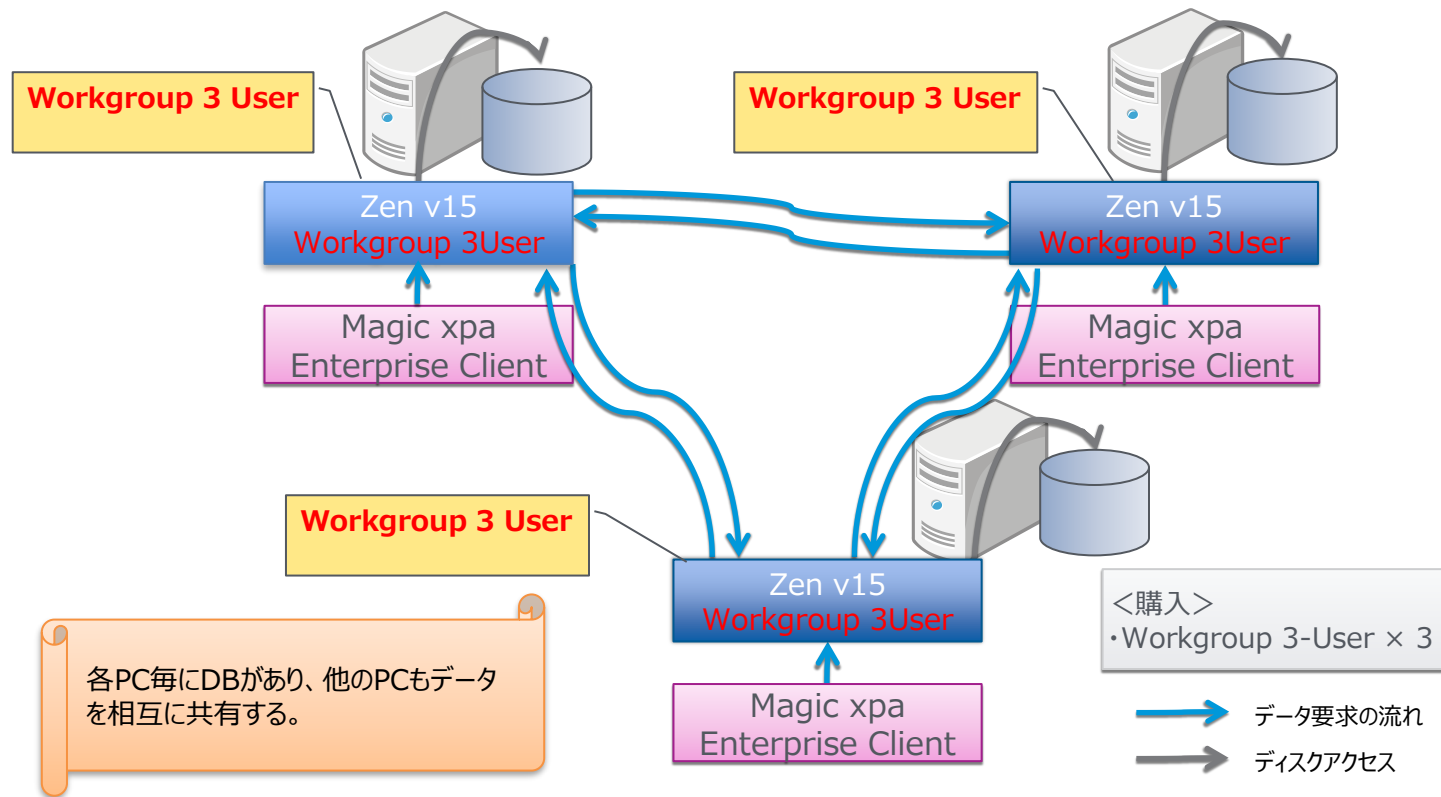 Workgroup 3 User
Workgroup 3 User
Zen v15
Workgroup 3User
Zen v15
Workgroup 3User
Magic xpa
Enterprise Client
Magic xpa
Enterprise Client
Workgroup 3 User
Zen v15
Workgroup 3User
Magic xpa
Enterprise Client
各PC毎にDBがあり、他のPCもデータ
を相互に共有する。
＜購入＞
・Workgroup 3-User × 3
データ要求の流れ
ディスクアクセス